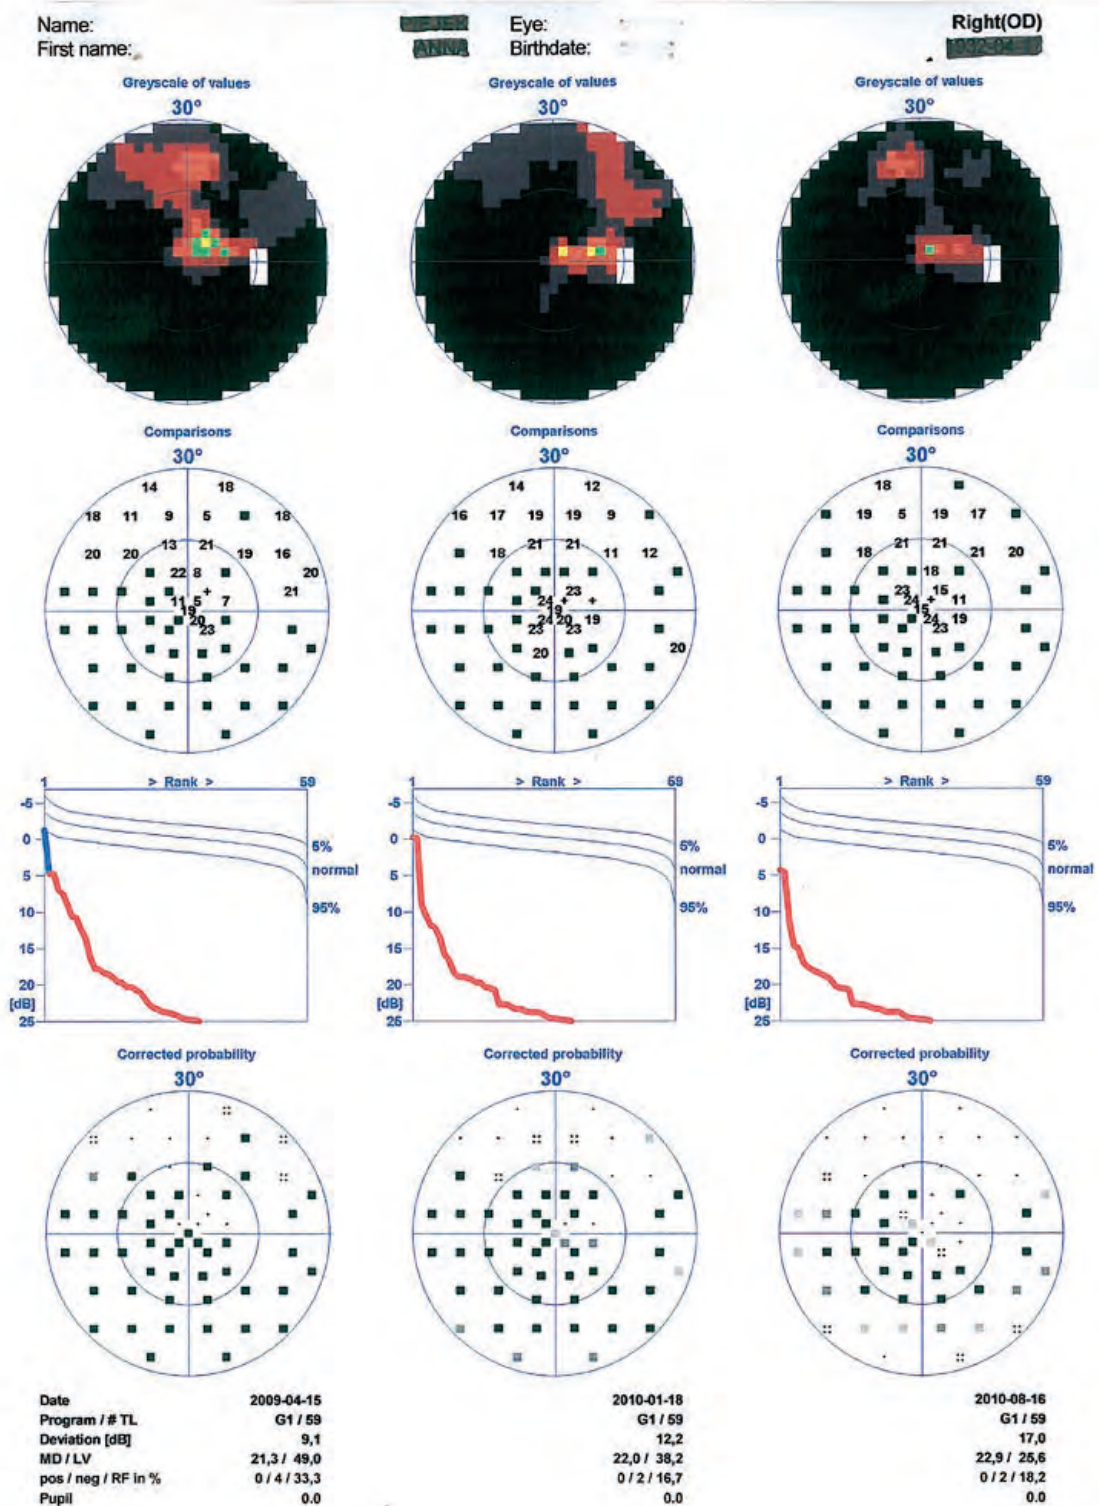 Name: Eye: Right(OD)
First name: Birthdate:
Greyscale of values Greyscale of values Greyscale of values
30° 30° 30°
Comparisons Comparisons Comparisons
30° 30° 30°
14 18 14 12 18
18 11 9 5 18 16 17 19 19 9 19 5 19 17
13 21 21 21 21 21
20 20 19 16 18 11 12 18 21 20
22 8 20 18
21 23 23 15
11 5 7 24 24 11
19 19 15
20 24 20 19 24 19
23 23 23 23
20 20
1 > Rank > 59 1 > Rank > 59 1 > Rank > 59
-5 -5 -5
0 0 0
5% 5% 5%
normal normal normal
5 5 5
95% 95% 95%
10 10 10
15 15 15
20 20 20
[dB] [dB] [dB]
25 25 25
Corrected probability Corrected probability Corrected probability
30° 30° 30°
Date 2009-04-15 2010-01-18 2010-08-16
Program / # TL G1 / 59 G1 / 59 G1 / 59
Deviation [dB] 9,1 12,2 17,0
MD / LV 21,3 / 49,0 22,0 / 38,2 22,9 / 25,6
pos / neg / RF in % 0 / 4 / 33,3 0 / 2 / 16,7 0 / 2 / 18,2
Pupil 0.0 0.0 0.0